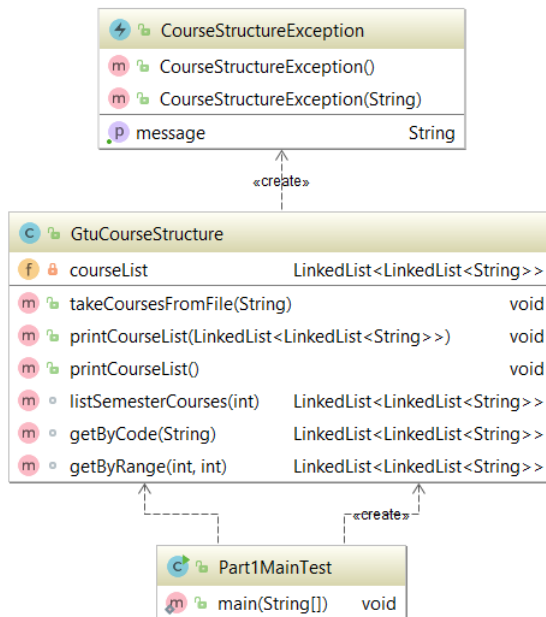 CourseStructureException
m CourseStructureException()
m CourseStructureException(String)
p message String
«create»
C GtuCourseStructure
f courseList LinkedList<LinkedList<String>>
m takeCoursesFromFile(String) void
m printCourseList(LinkedList<LinkedList<String>>) void
m printCourseList() void
m listSemesterCourses(int) LinkedList<LinkedList<String>>
m getByCode(String) LinkedList<LinkedList<String>>
m getByRange(int, int) LinkedList<LinkedList<String>>
«create»
C Part1MainTest
m main(String[]) void